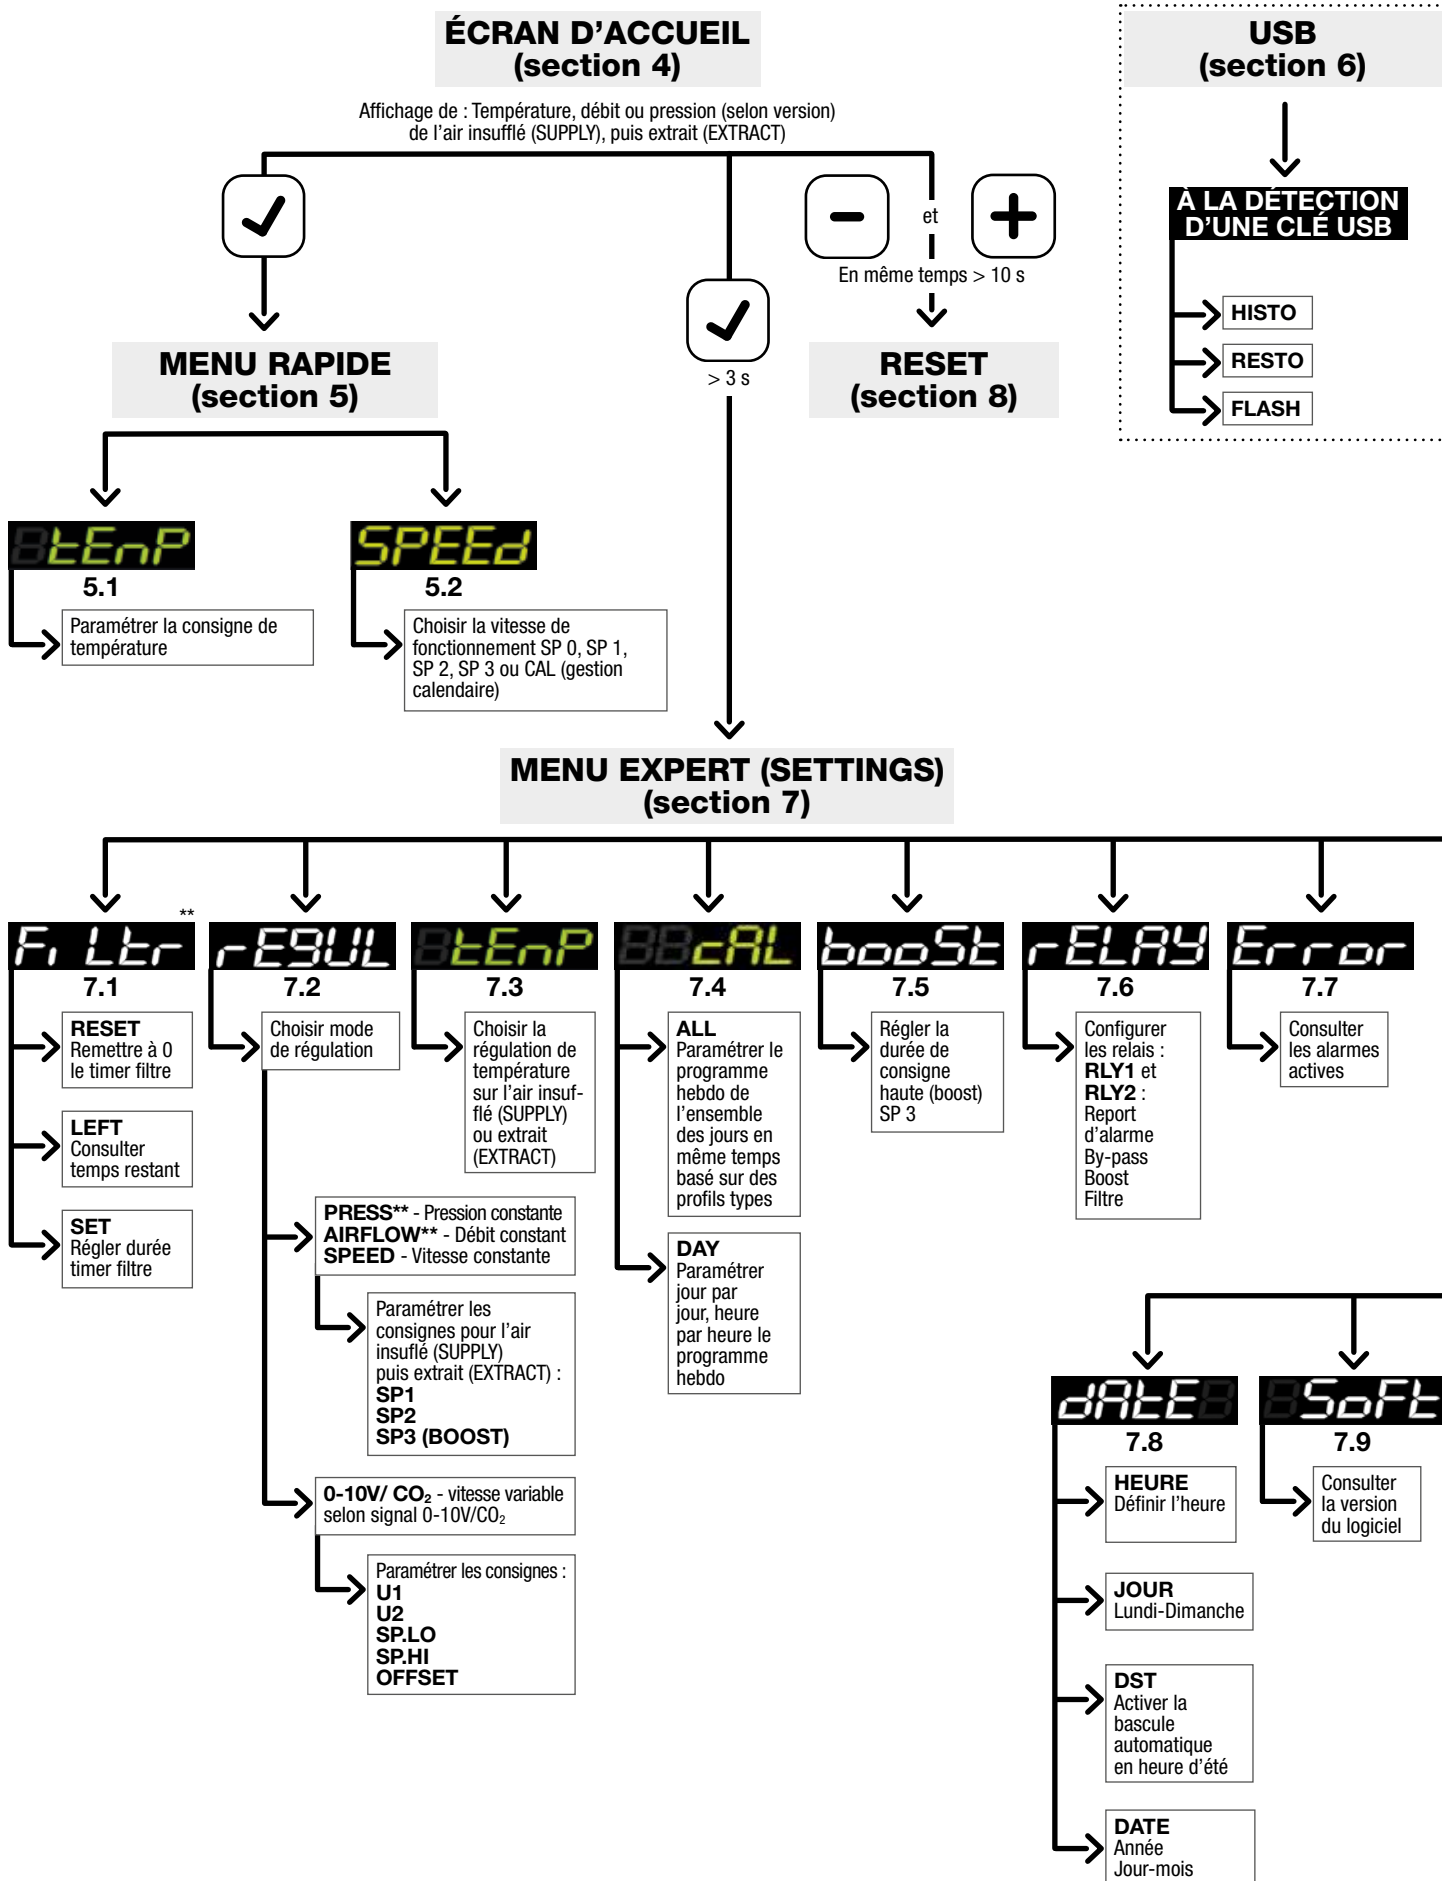 ÉCRAN D'ACCUEIL
(section 4)
Affichage de : Température, débit ou pression (selon version)
de l'air insufflé (SUPPLY), puis extrait (EXTRACT)
USB
(section 6)
À LA DÉTECTION
D'UNE CLÉ USB
HISTO
RESTO
FLASH
et
En même temps > 10 s
> 3 s
MENU RAPIDE
(section 5)
RESET
(section 8)
tEnP
5.1
Paramétrer la consigne de
température
SPEEd
5.2
Choisir la vitesse de
fonctionnement SP 0, SP 1,
SP 2, SP 3 ou CAL (gestion
calendaire)
MENU EXPERT (SETTINGS)
(section 7)
**
Fi Ltr
7.1
RESET
Remettre à 0
le timer filtre
LEFT
Consulter
temps restant
SET
Régler durée
timer filtre
rEGUL
7.2
Choisir mode
de régulation
PRESS** - Pression constante
AIRFLOW** - Débit constant
SPEED - Vitesse constante
Paramétrer les
consignes pour l'air
insuflé (SUPPLY)
puis extrait (EXTRACT) :
SP1
SP2
SP3 (BOOST)
0-10V/ CO₂ - vitesse variable
selon signal 0-10V/CO₂
Paramétrer les consignes :
U1
U2
SP.LO
SP.HI
OFFSET
tEnP
7.3
Choisir la
régulation de
température
sur l'air insuf-
flé (SUPPLY)
ou extrait
(EXTRACT)
cAL
7.4
ALL
Paramétrer le
programme
hebdo de
l'ensemble
des jours en
même temps
basé sur des
profils types
DAY
Paramétrer
jour par
jour, heure
par heure le
programme
hebdo
booSt
7.5
Régler la
durée de
consigne
haute (boost)
SP 3
rELAY
7.6
Configurer
les relais :
RLY1 et
RLY2 :
Report
d'alarme
By-pass
Boost
Filtre
Error
7.7
Consulter
les alarmes
actives
dAtE
7.8
HEURE
Définir l'heure
JOUR
Lundi-Dimanche
DST
Activer la
bascule
automatique
en heure d'été
DATE
Année
Jour-mois
SoFt
7.9
Consulter
la version
du logiciel